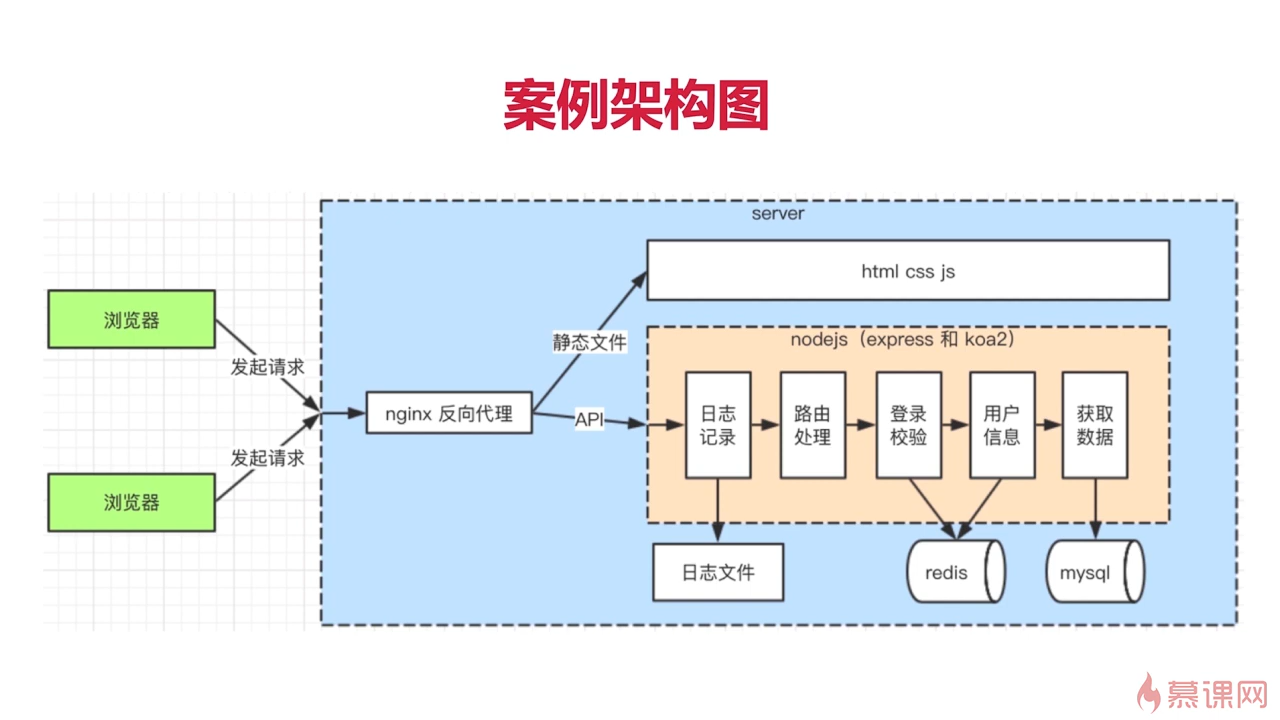 案例架构图
server
html css js
浏览器
发起请求
静态文件
nodejs（express 和 koa2）
nginx 反向代理
API
日志
记录
路由
处理
登录
校验
用户
信息
获取
数据
发起请求
浏览器
日志文件
redis
mysql
慕课网